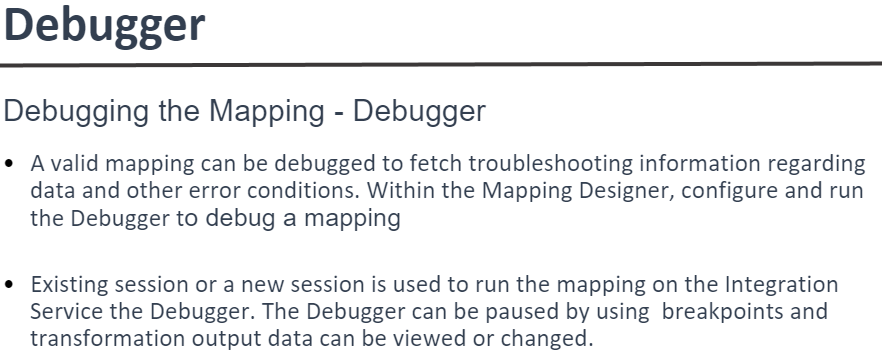 Debugger
Debugging the Mapping - Debugger
• A valid mapping can be debugged to fetch troubleshooting information regarding
data and other error conditions. Within the Mapping Designer, configure and run
the Debugger to debug a mapping
• Existing session or a new session is used to run the mapping on the Integration
Service the Debugger. The Debugger can be paused by using  breakpoints and
transformation output data can be viewed or changed.